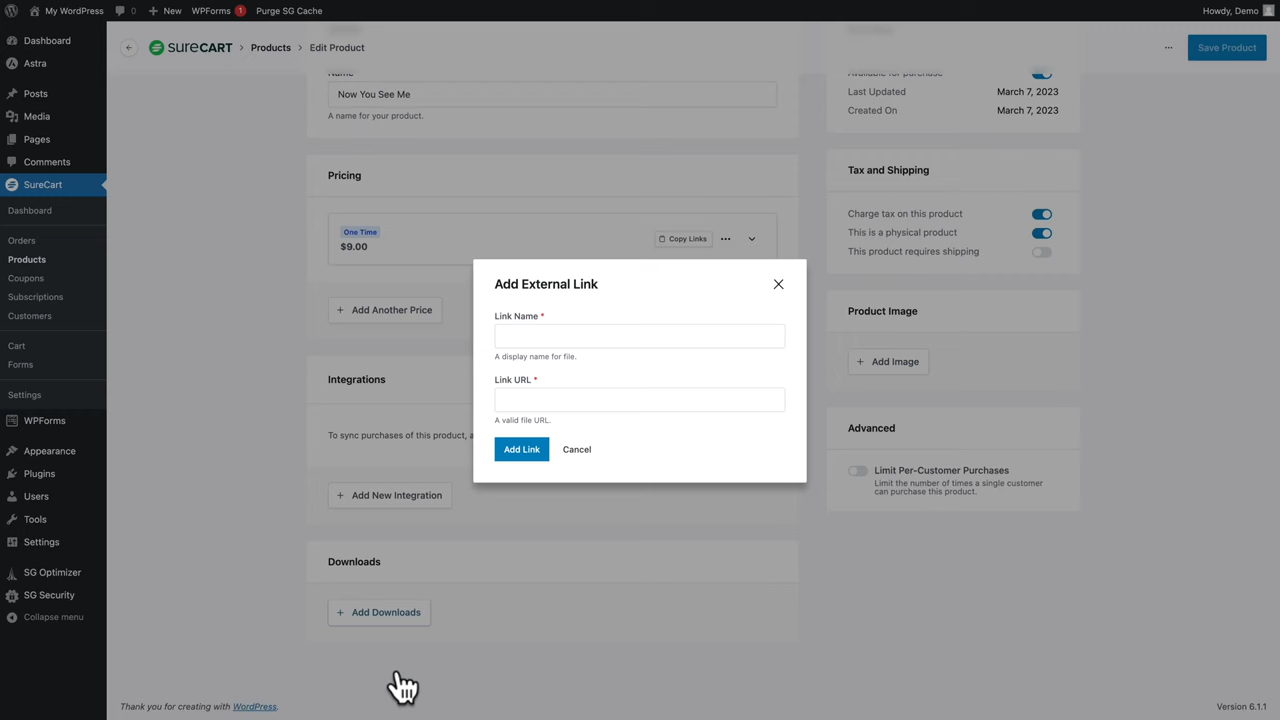 My WordPress
0
New
WPForms 1
Purge SG Cache
Howdy, Demo
Dashboard
Astra
Posts
Media
Pages
Comments
SureCart
Dashboard
Orders
Products
Coupons
Subscriptions
Customers
Cart
Forms
Settings
WPForms
Appearance
Plugins
Users
Tools
Settings
SG Optimizer
SG Security
Collapse menu
SURECART > Products > Edit Product
Save Product
Name
Now You See Me
A name for your product.
Pricing
One Time
$9.00
Copy Links
+ Add Another Price
Integrations
To sync purchases of this product, a
+ Add New Integration
Downloads
+ Add Downloads
Add External Link
Link Name *
A display name for file.
Link URL *
A valid file URL.
Add Link
Cancel
Available for purchase
Last Updated March 7, 2023
Created On March 7, 2023
Tax and Shipping
Charge tax on this product
This is a physical product
This product requires shipping
Product Image
+ Add Image
Advanced
Limit Per-Customer Purchases
Limit the number of times a single customer
can purchase this product.
Thank you for creating with WordPress.
Version 6.1.1